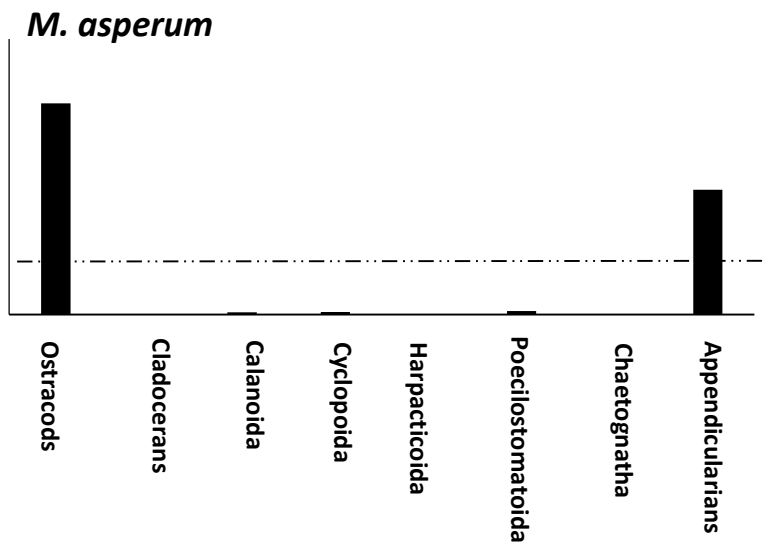 M. asperum
Ostracods
Cladocerans
Calanoida
Cyclopoida
Harpacticoida
Poecilostomatoida
Chaetognatha
Appendicularians